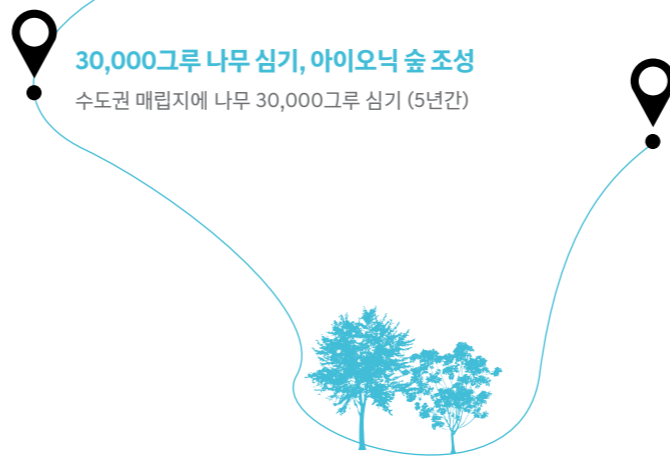 30,000그루 나무 심기, 아이오닉 숲 조성
수도권 매립지에 나무 30,000그루 심기 (5년간)